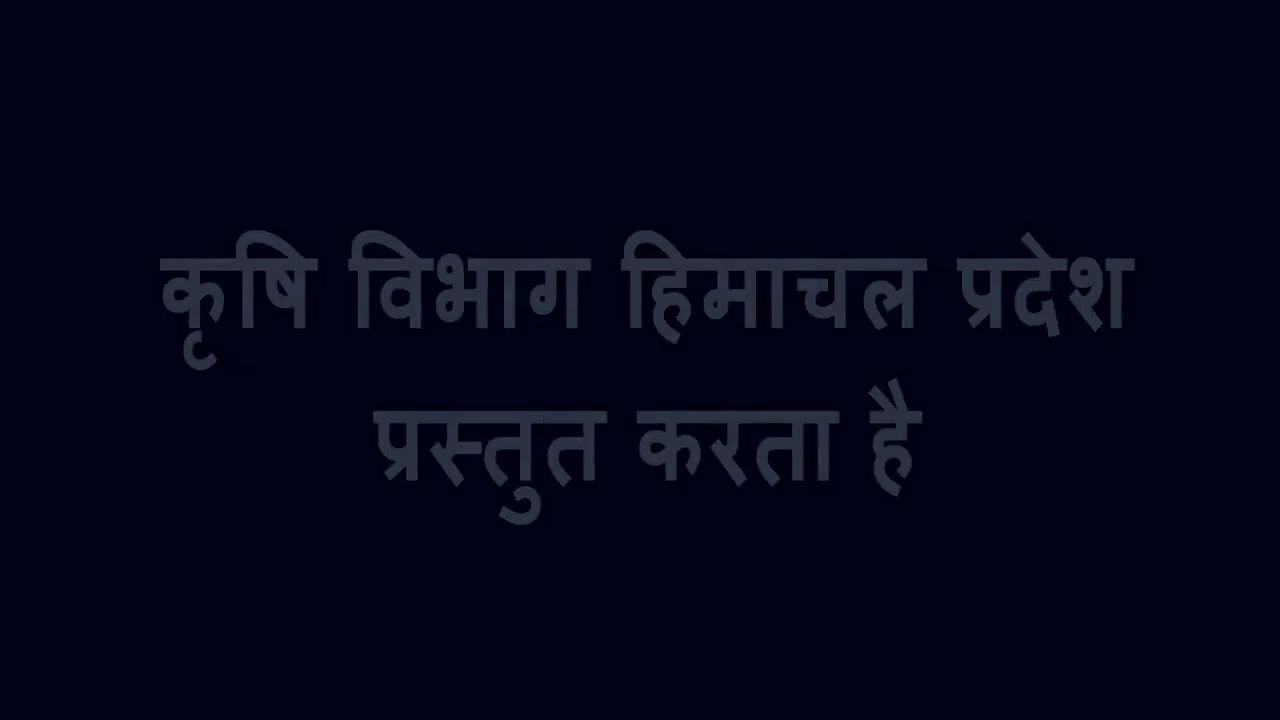 कृषि विभाग हिमाचल प्रदेश
प्रस्तुत करता है